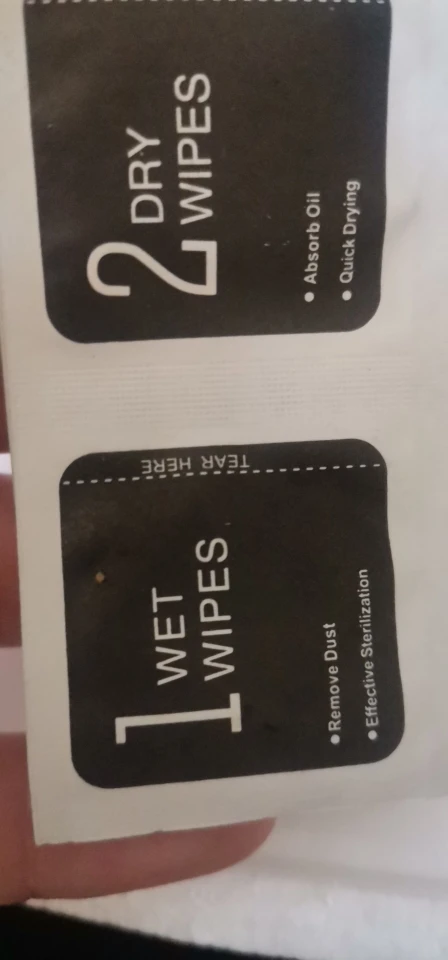 1 WET
WIPES
● Remove Dust
● Effective Sterilization
TEAR HERE
2 DRY
WIPES
● Absorb Oil
● Quick Drying